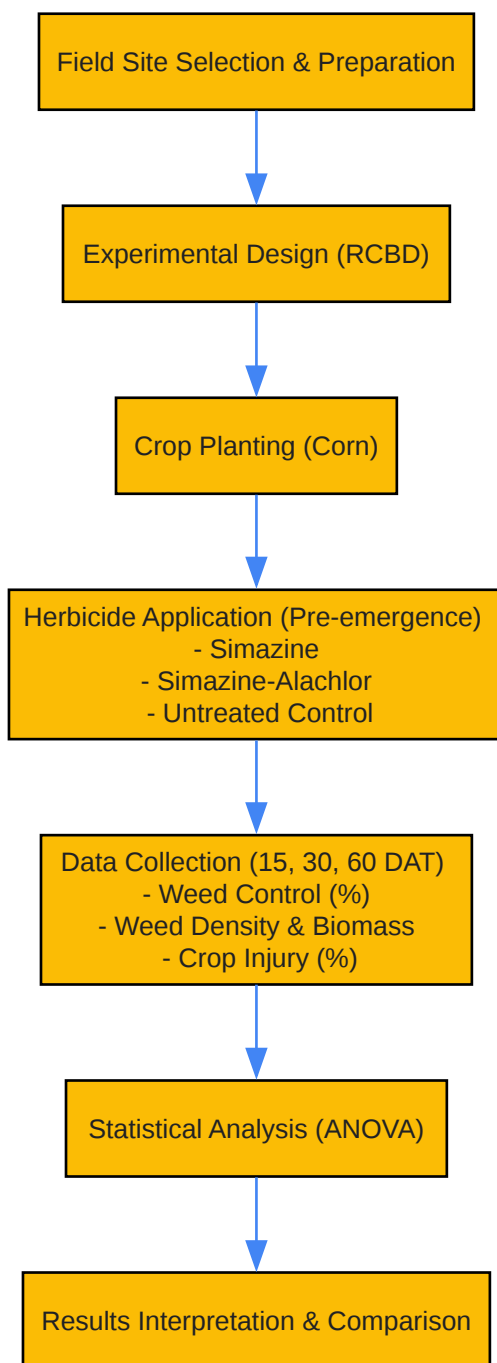 Field Site Selection & Preparation
Experimental Design (RCBD)
Crop Planting (Corn)
Herbicide Application (Pre-emergence)
- Simazine
- Simazine-Alachlor
- Untreated Control
Data Collection (15, 30, 60 DAT)
- Weed Control (%)
- Weed Density & Biomass
- Crop Injury (%)
Statistical Analysis (ANOVA)
Results Interpretation & Comparison